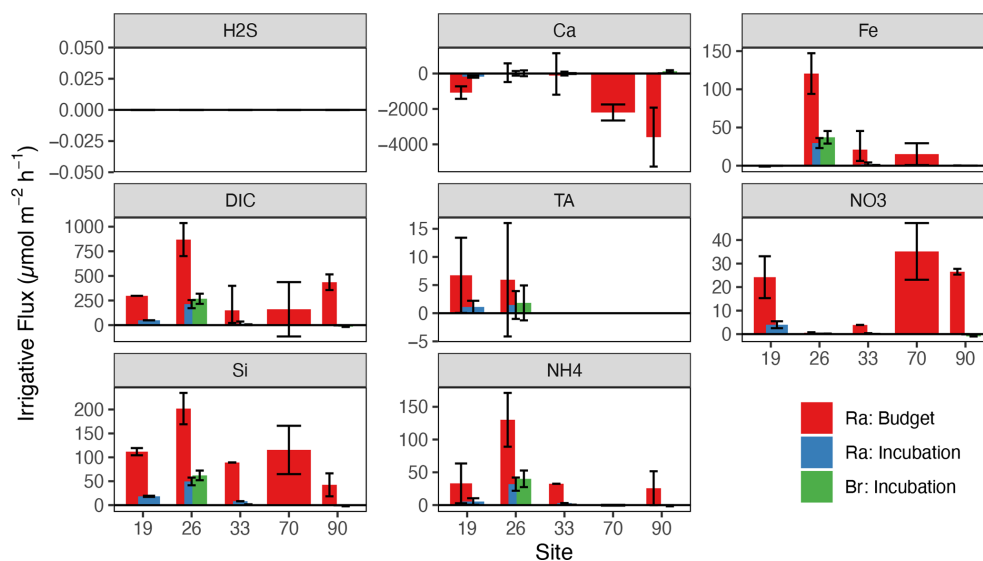 H2S
Ca
Fe
0.050
0.025
0.000
−0.025
−0.050
0
−2000
−4000
150
100
50
0
DIC
TA
NO3
1000
750
500
250
0
15
10
5
0
−5
40
30
20
10
0
19 26 33 70 90
Si
NH4
200
150
100
50
0
150
100
50
0
19 26 33 70 90
19 26 33 70 90
Irrigative Flux (µmol m⁻² h⁻¹)
Site
Ra: Budget
Ra: Incubation
Br: Incubation